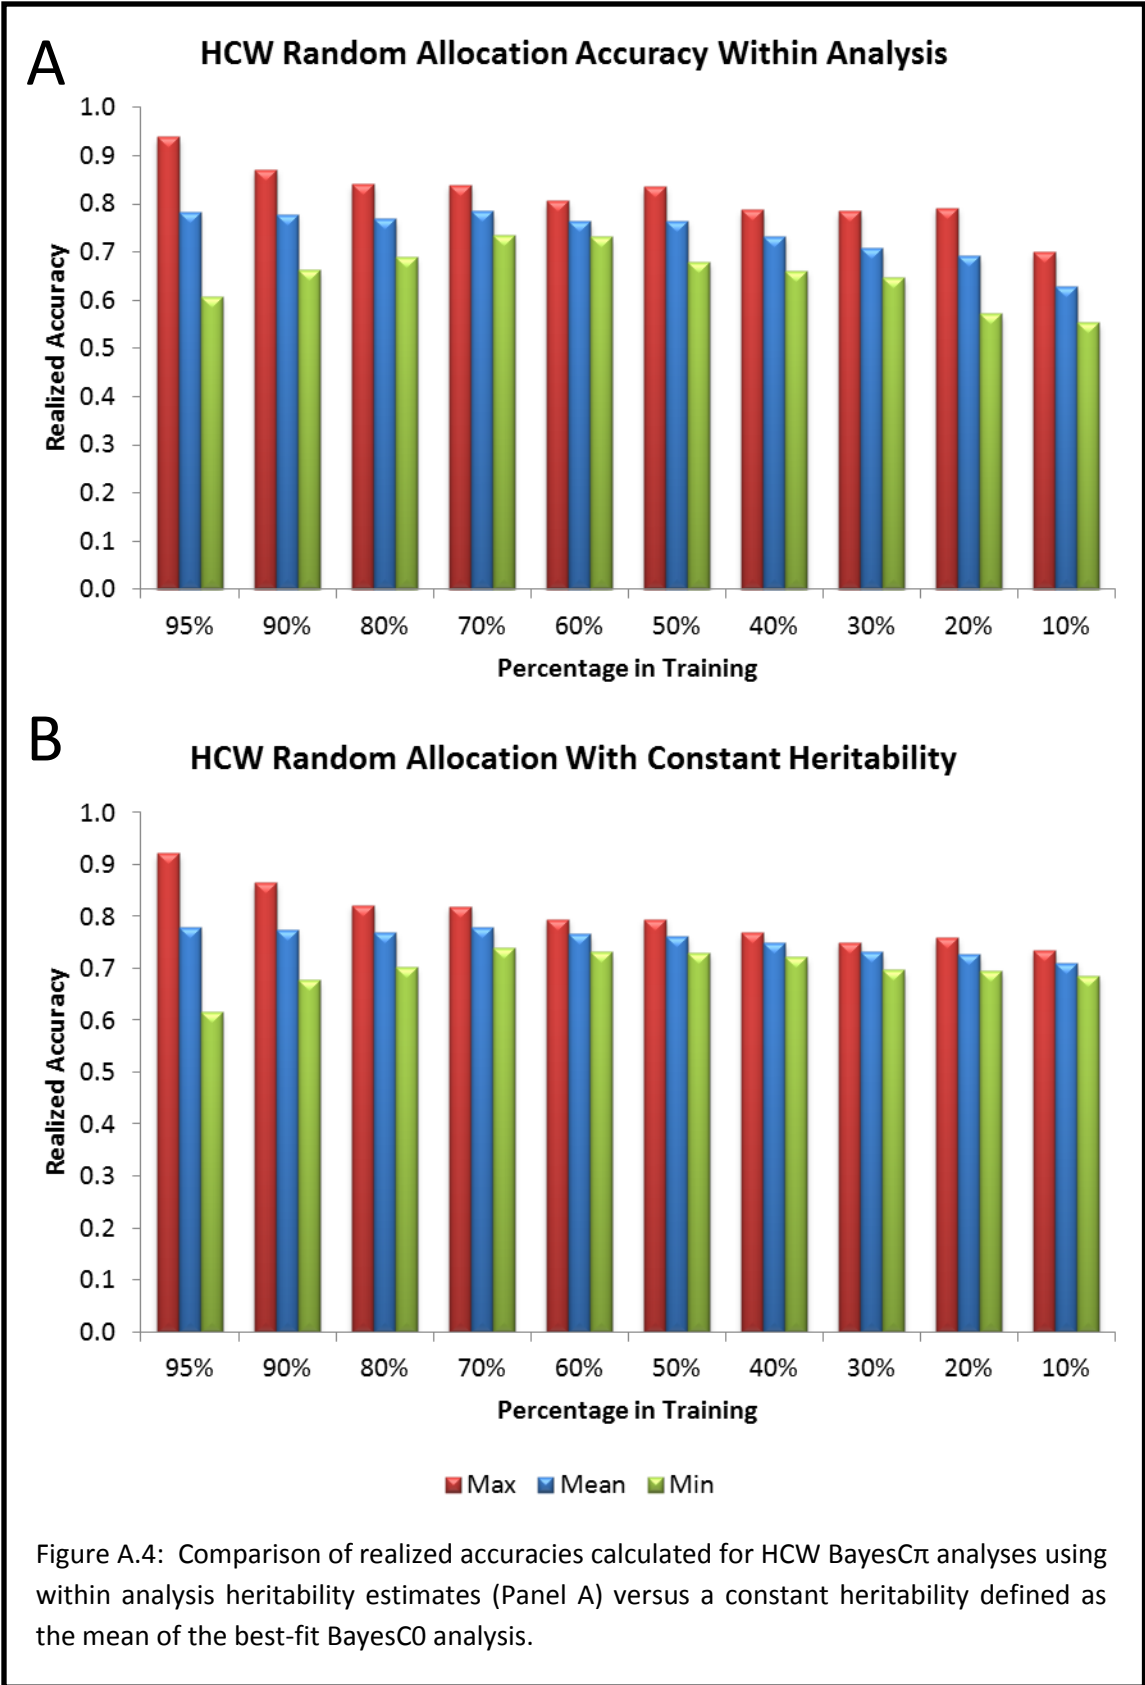 A
HCW Random Allocation Accuracy Within Analysis
1.0
0.9
0.8
0.7
0.6
0.5
0.4
0.3
0.2
0.1
0.0
Realized Accuracy
95% 90% 80% 70% 60% 50% 40% 30% 20% 10%
Percentage in Training
B
HCW Random Allocation With Constant Heritability
1.0
0.9
0.8
0.7
0.6
0.5
0.4
0.3
0.2
0.1
0.0
Realized Accuracy
95% 90% 80% 70% 60% 50% 40% 30% 20% 10%
Percentage in Training
Max Mean Min
Figure A.4: Comparison of realized accuracies calculated for HCW BayesCπ analyses using
within analysis heritability estimates (Panel A) versus a constant heritability defined as
the mean of the best-fit BayesC0 analysis.